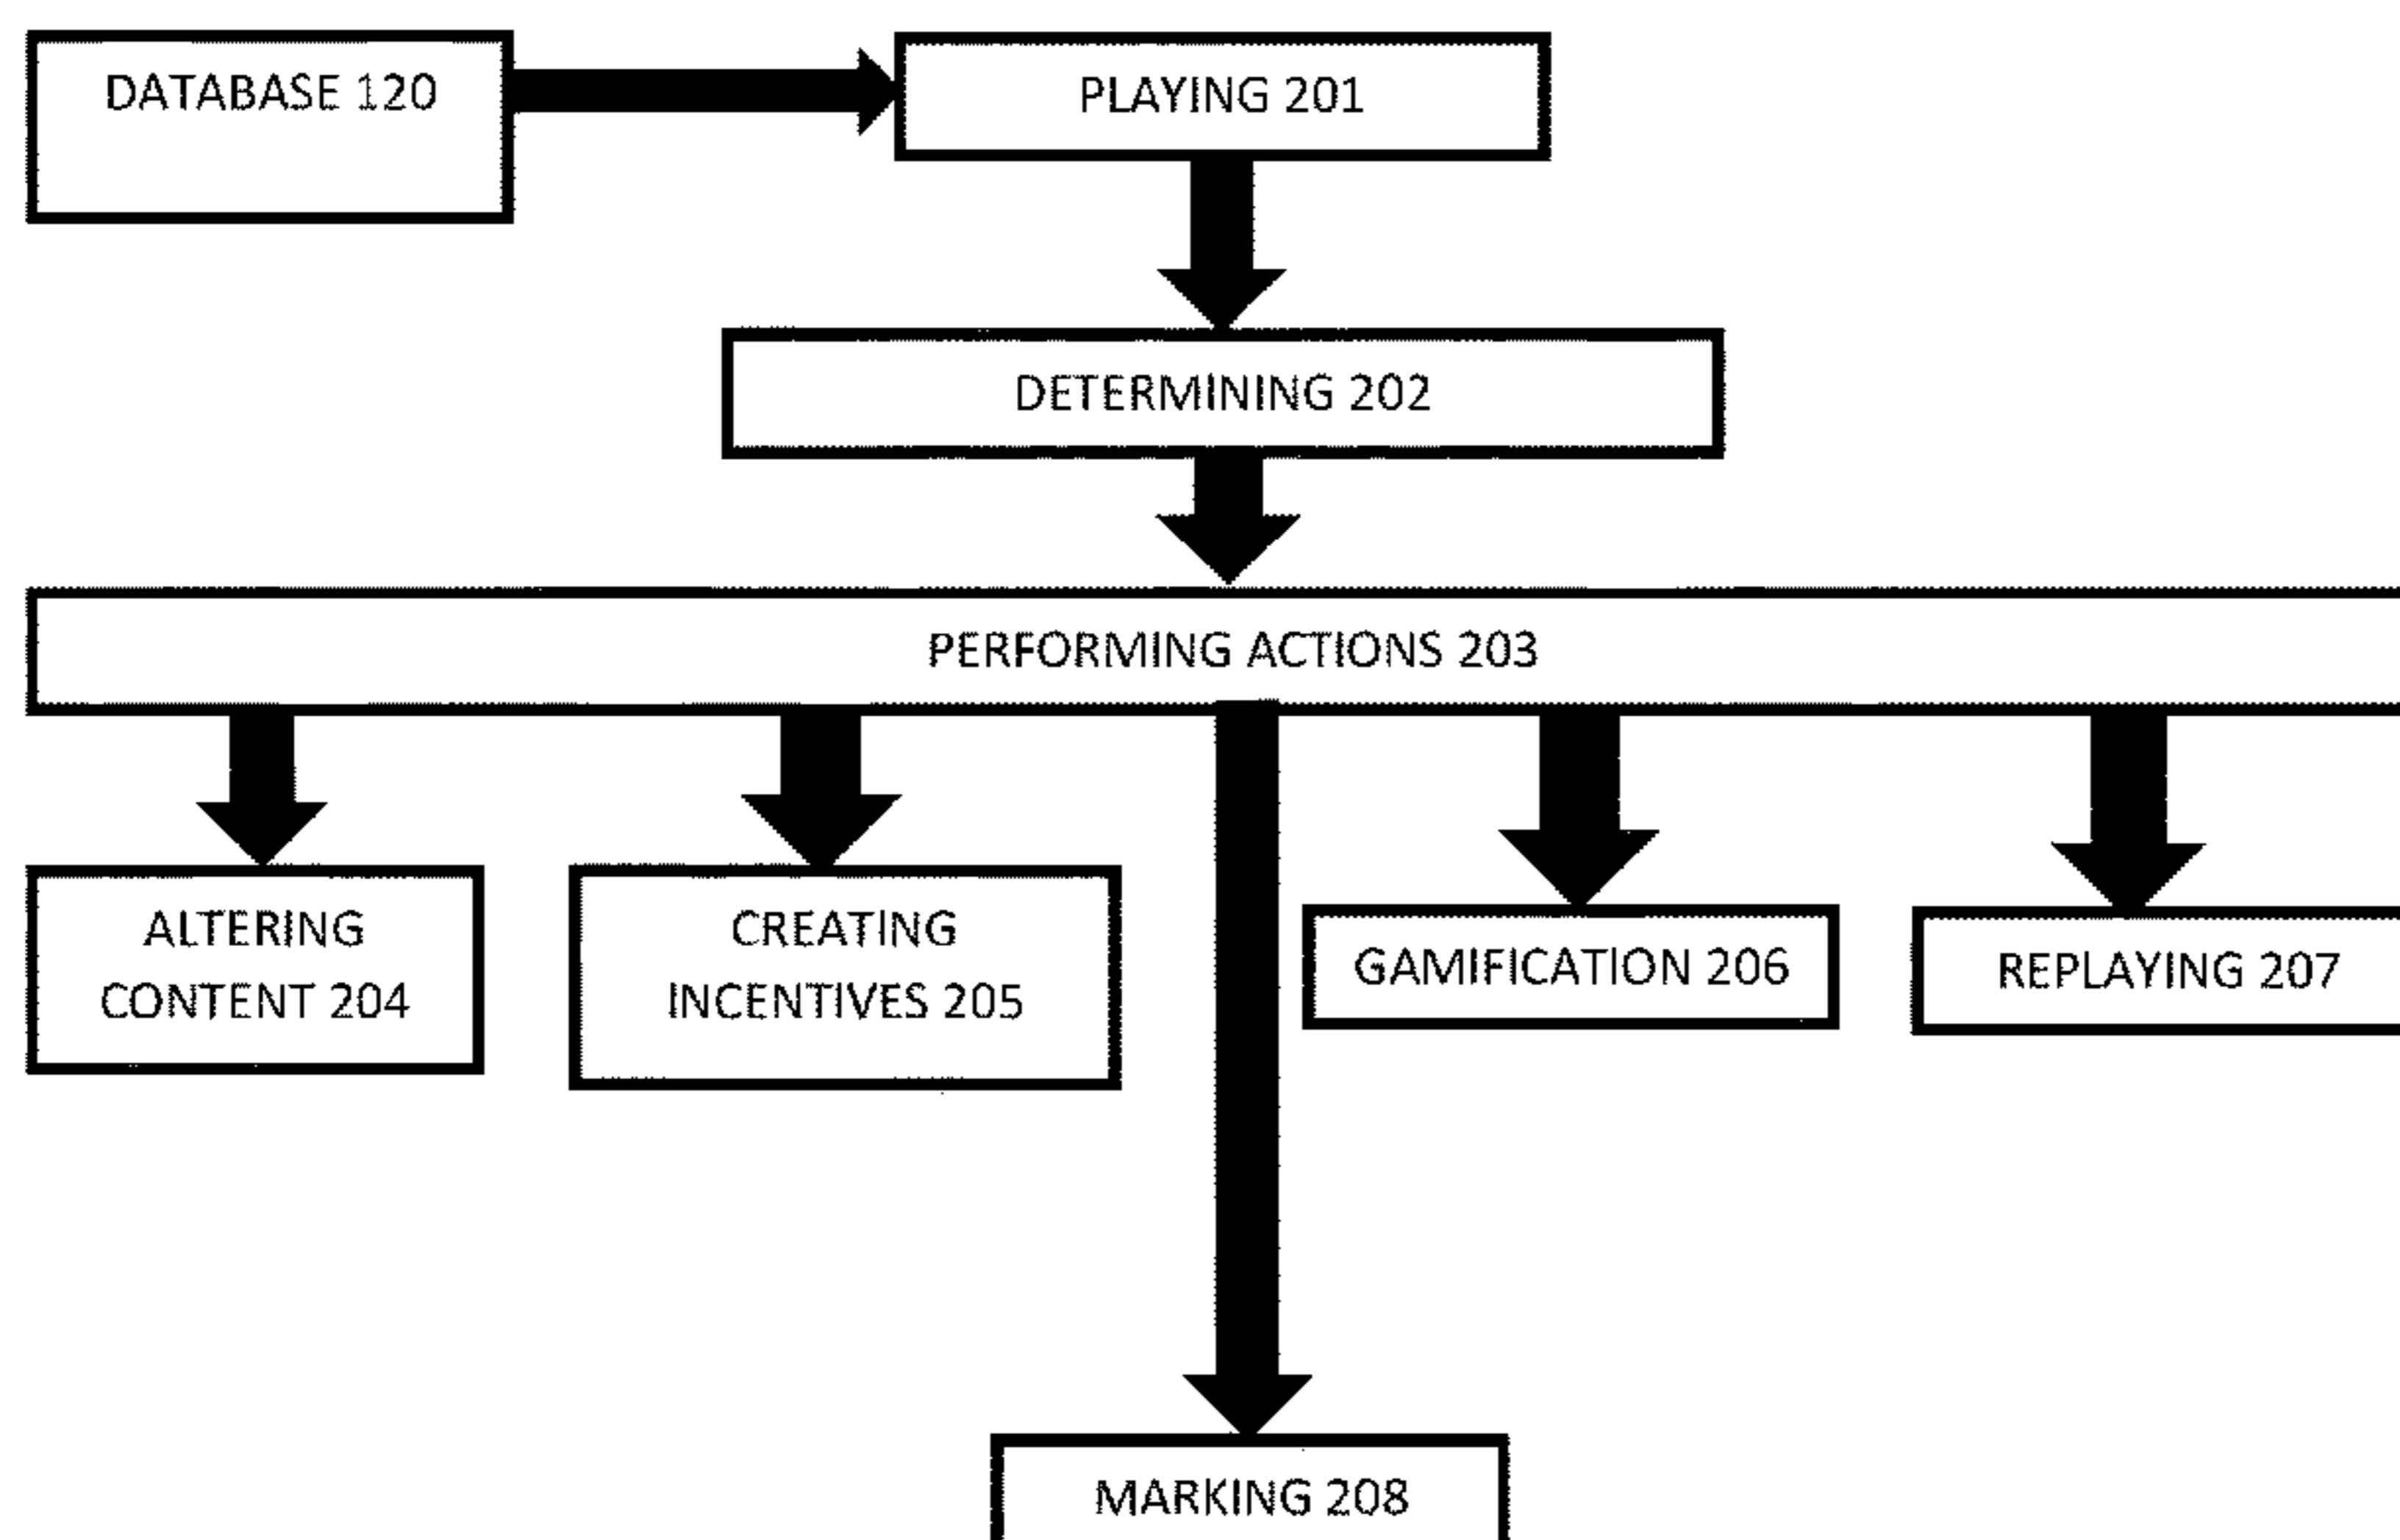 DATABASE 120
PLAYING 201
DETERMINING 202
PERFORMING ACTIONS 203
ALTERING
CONTENT 204
CREATING
INCENTIVES 205
GAMIFICATION 206
REPLAYING 207
MARKING 208